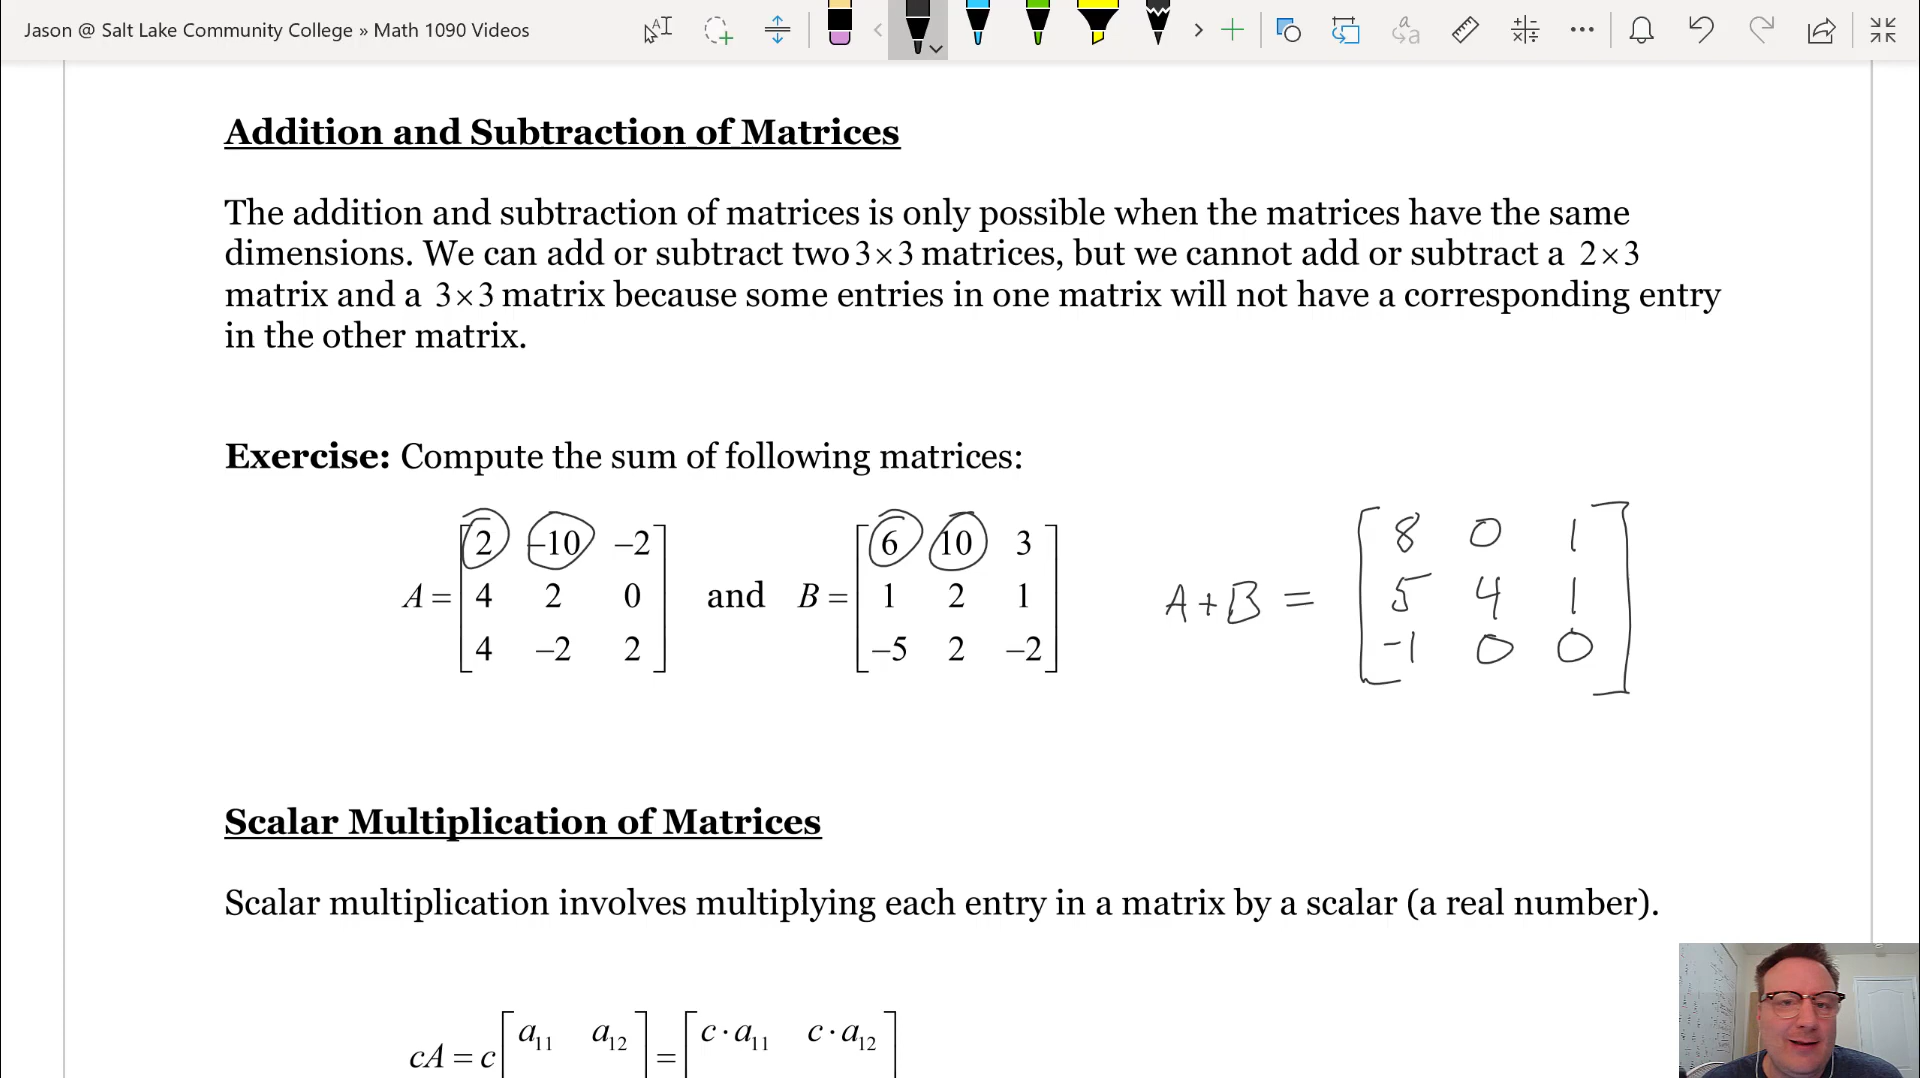 Jason @ Salt Lake Community College » Math 1090 Videos
Addition and Subtraction of Matrices
The addition and subtraction of matrices is only possible when the matrices have the same
dimensions. We can add or subtract two 3×3 matrices, but we cannot add or subtract a 2×3
matrix and a 3×3 matrix because some entries in one matrix will not have a corresponding entry
in the other matrix.
Exercise: Compute the sum of following matrices:
2 -10 -2 6 10 3 8 0 1
A = 4 2 0 and B = 1 2 1 A+B = 5 4 1
4 -2 2 -5 2 -2 -1 0 0
Scalar Multiplication of Matrices
Scalar multiplication involves multiplying each entry in a matrix by a scalar (a real number).
a11 a12 c·a11 c·a12
cA = c =